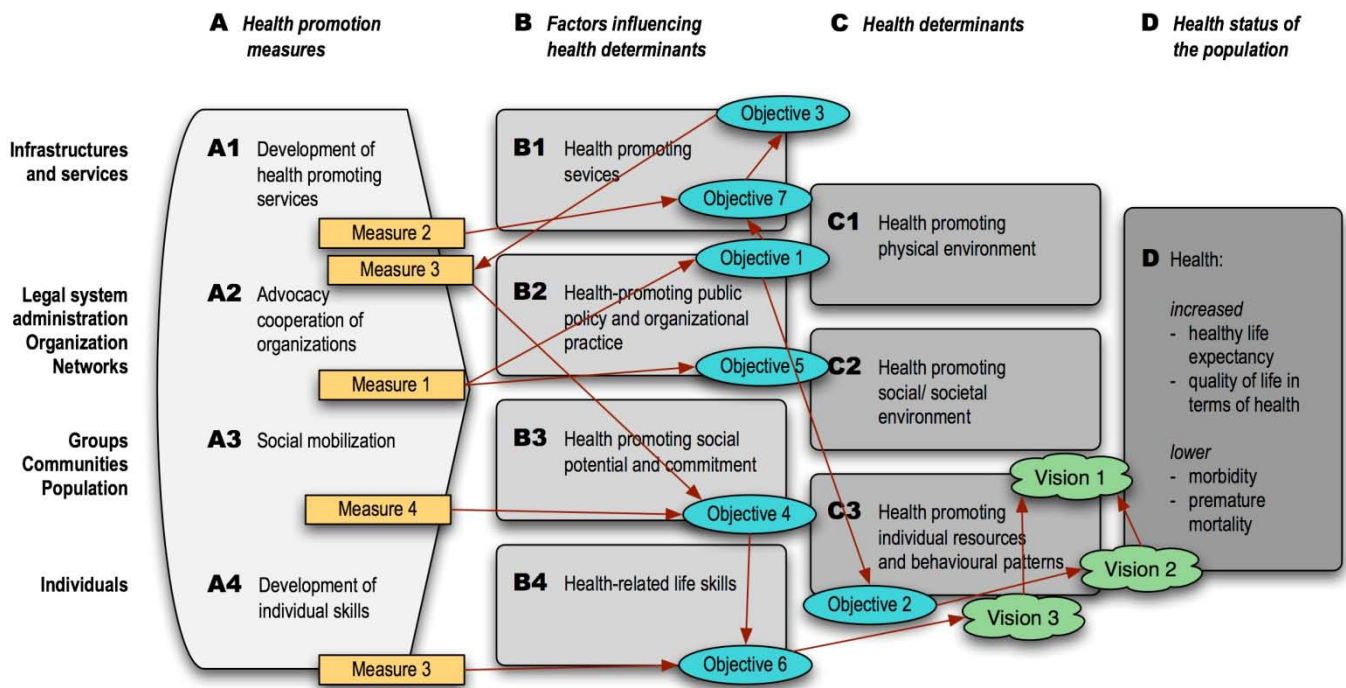 A Health promotion
measures
B Factors influencing
health determinants
C Health determinants
D Health status of
the population
Infrastructures
and services
Legal system
administration
Organization
Networks
Groups
Communities
Population
Individuals
A1 Development of
health promoting
services
Measure 2
Measure 3
A2 Advocacy
cooperation of
organizations
Measure 1
A3 Social mobilization
Measure 4
A4 Development of
individual skills
Measure 3
Objective 3
B1 Health promoting
sevices
Objective 7
Objective 1
B2 Health-promoting public
policy and organizational
practice
Objective 5
B3 Health promoting social
potential and commitment
Objective 4
B4 Health-related life skills
Objective 6
C1 Health promoting
physical environment
C2 Health promoting
social/ societal
environment
Vision 1
C3 Health promoting
individual resources
and behavioural patterns
Objective 2
Vision 3
Vision 2
D Health:
increased
- healthy life
expectancy
- quality of life in
terms of health
lower
- morbidity
- premature
mortality